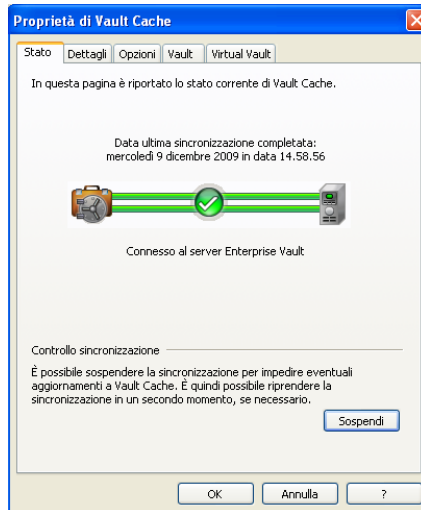 Proprietà di Vault Cache
Stato Dettagli Opzioni Vault Virtual Vault
In questa pagina è riportato lo stato corrente di Vault Cache.
Data ultima sincronizzazione completata:
mercoledì 9 dicembre 2009 in data 14.58.56
Connesso al server Enterprise Vault
Controllo sincronizzazione
È possibile sospendere la sincronizzazione per impedire eventuali
aggiornamenti a Vault Cache. È quindi possibile riprendere la
sincronizzazione in un secondo momento, se necessario.
Sospendi
OK Annulla ?